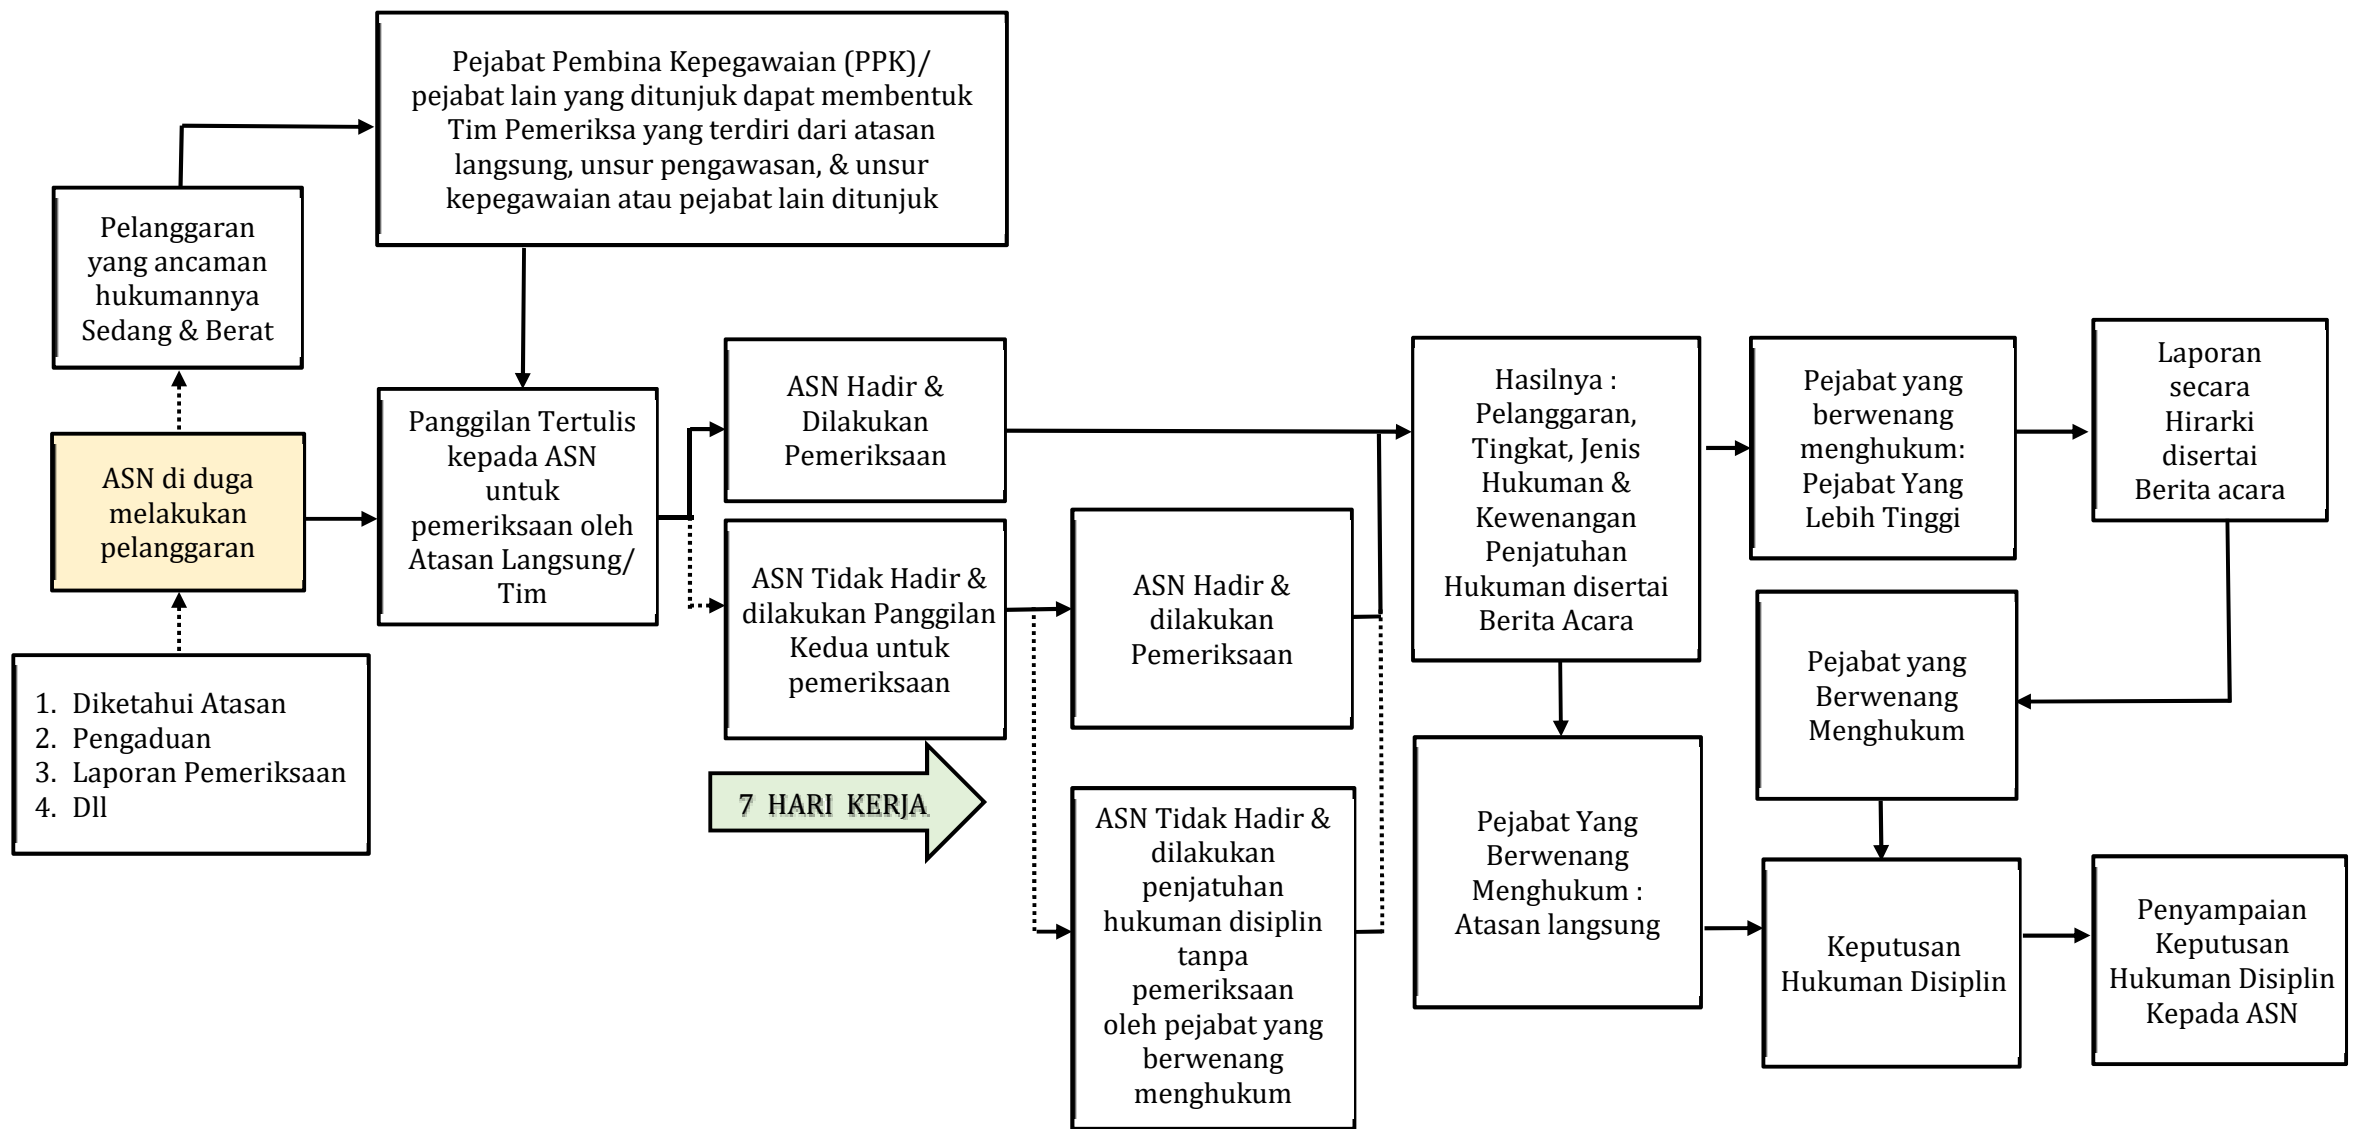 Pejabat Pembina Kepegawaian (PPK)/
pejabat lain yang ditunjuk dapat membentuk
Tim Pemeriksa yang terdiri dari atasan
langsung, unsur pengawasan, & unsur
kepegawaian atau pejabat lain ditunjuk
Pelanggaran
yang ancaman
hukumannya
Sedang & Berat
ASN di duga
melakukan
pelanggaran
1. Diketahui Atasan
2. Pengaduan
3. Laporan Pemeriksaan
4. Dll
Panggilan Tertulis
kepada ASN
untuk
pemeriksaan oleh
Atasan Langsung/
Tim
ASN Hadir &
Dilakukan
Pemeriksaan
ASN Tidak Hadir &
dilakukan Panggilan
Kedua untuk
pemeriksaan
7 HARI KERJA
ASN Hadir &
dilakukan
Pemeriksaan
ASN Tidak Hadir &
dilakukan
penjatuhan
hukuman disiplin
tanpa
pemeriksaan
oleh pejabat yang
berwenang
menghukum
Hasilnya :
Pelanggaran,
Tingkat, Jenis
Hukuman &
Kewenangan
Penjatuhan
Hukuman disertai
Berita Acara
Pejabat Yang
Berwenang
Menghukum :
Atasan langsung
Pejabat yang
berwenang
menghukum:
Pejabat Yang
Lebih Tinggi
Laporan
secara
Hirarki
disertai
Berita acara
Pejabat yang
Berwenang
Menghukum
Keputusan
Hukuman Disiplin
Penyampaian
Keputusan
Hukuman Disiplin
Kepada ASN